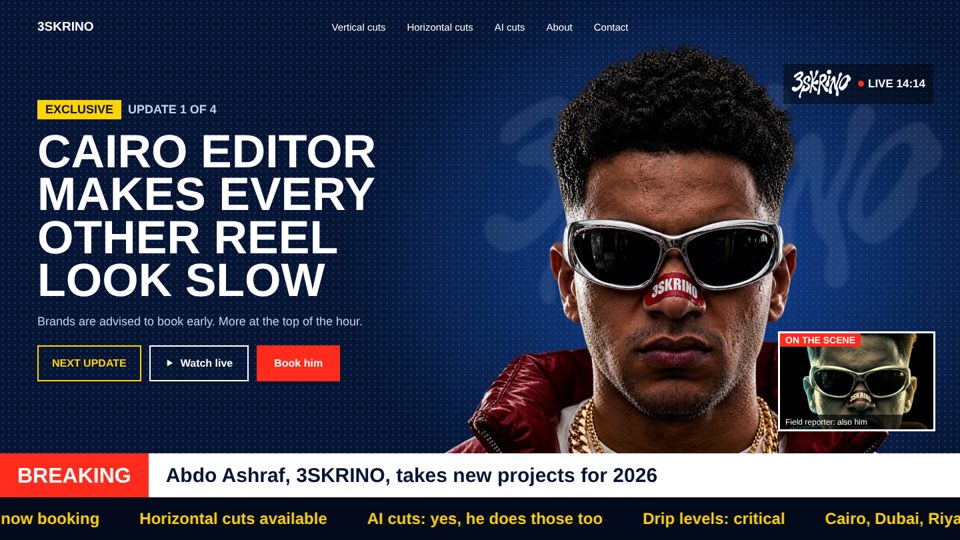 3SKRINO
Vertical cuts
Horizontal cuts
AI cuts
About
Contact
3SKRINO
LIVE 14:14
EXCLUSIVE
UPDATE 1 OF 4
CAIRO EDITOR
MAKES EVERY
OTHER REEL
LOOK SLOW
Brands are advised to book early. More at the top of the hour.
NEXT UPDATE
Watch live
Book him
3SKRINO
ON THE SCENE
3SKRINO
Field reporter: also him
BREAKING
Abdo Ashraf, 3SKRINO, takes new projects for 2026
now booking
Horizontal cuts available
AI cuts: yes, he does those too
Drip levels: critical
Cairo, Dubai, Riya